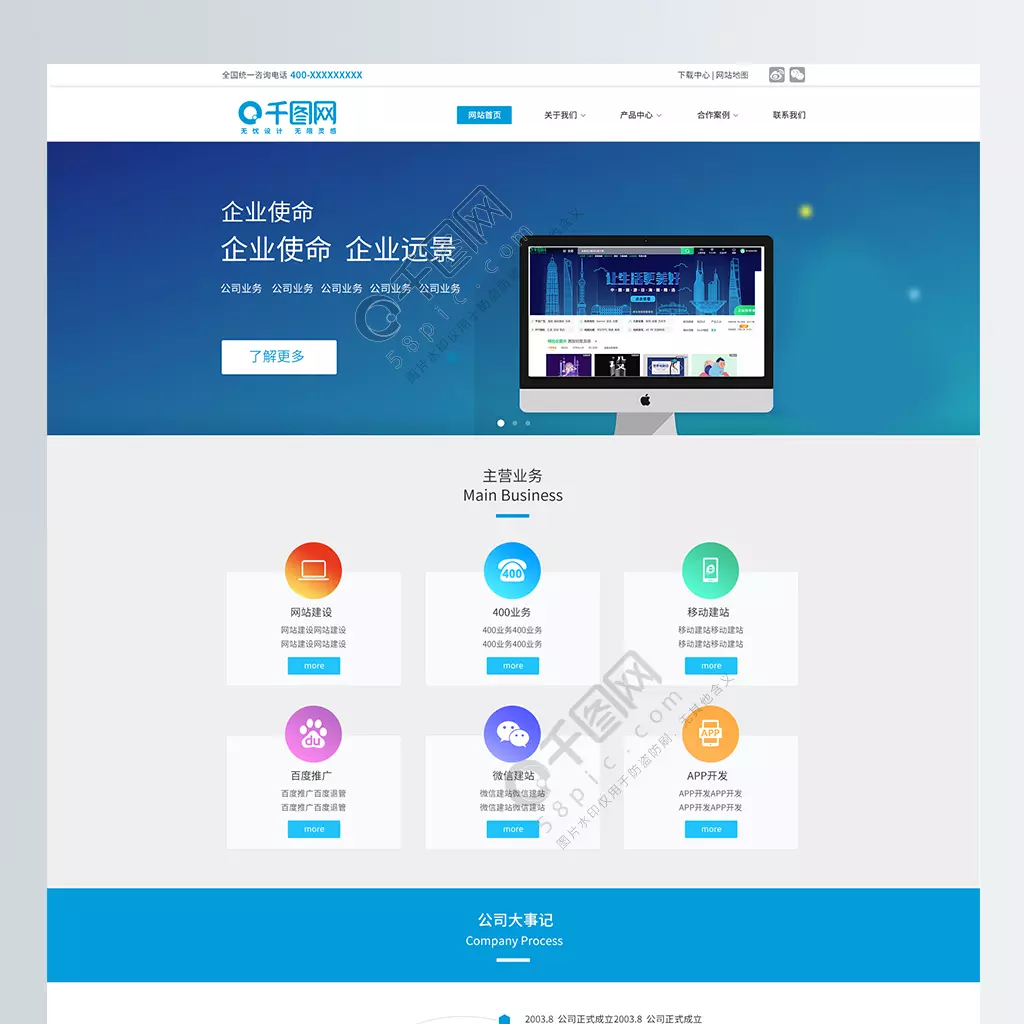 全国统一咨询电话 400-XXXXXXXXX
下载中心 | 网站地图
千图网
无忧设计 无限灵感
网站首页 关于我们 产品中心 合作案例 联系我们
企业使命
企业使命 企业远景
公司业务 公司业务 公司业务 公司业务 公司业务
了解更多
让生活更美好
千图网
58pic.com
主营业务
Main Business
400
网站建设
网站建设网站建设
网站建设网站建设
more
400业务
400业务400业务
400业务400业务
more
移动建站
移动建站移动建站
移动建站移动建站
more
du
APP
百度推广
百度推广百度退管
百度推广百度退管
more
微信建站
微信建站微信建站
微信建站微信建站
more
APP开发
APP开发APP开发
APP开发APP开发
more
千图网
58pic.com
图片水印仅用于防盗防刷，无其他含义
公司大事记
Company Process
2003.8 公司正式成立2003.8 公司正式成立